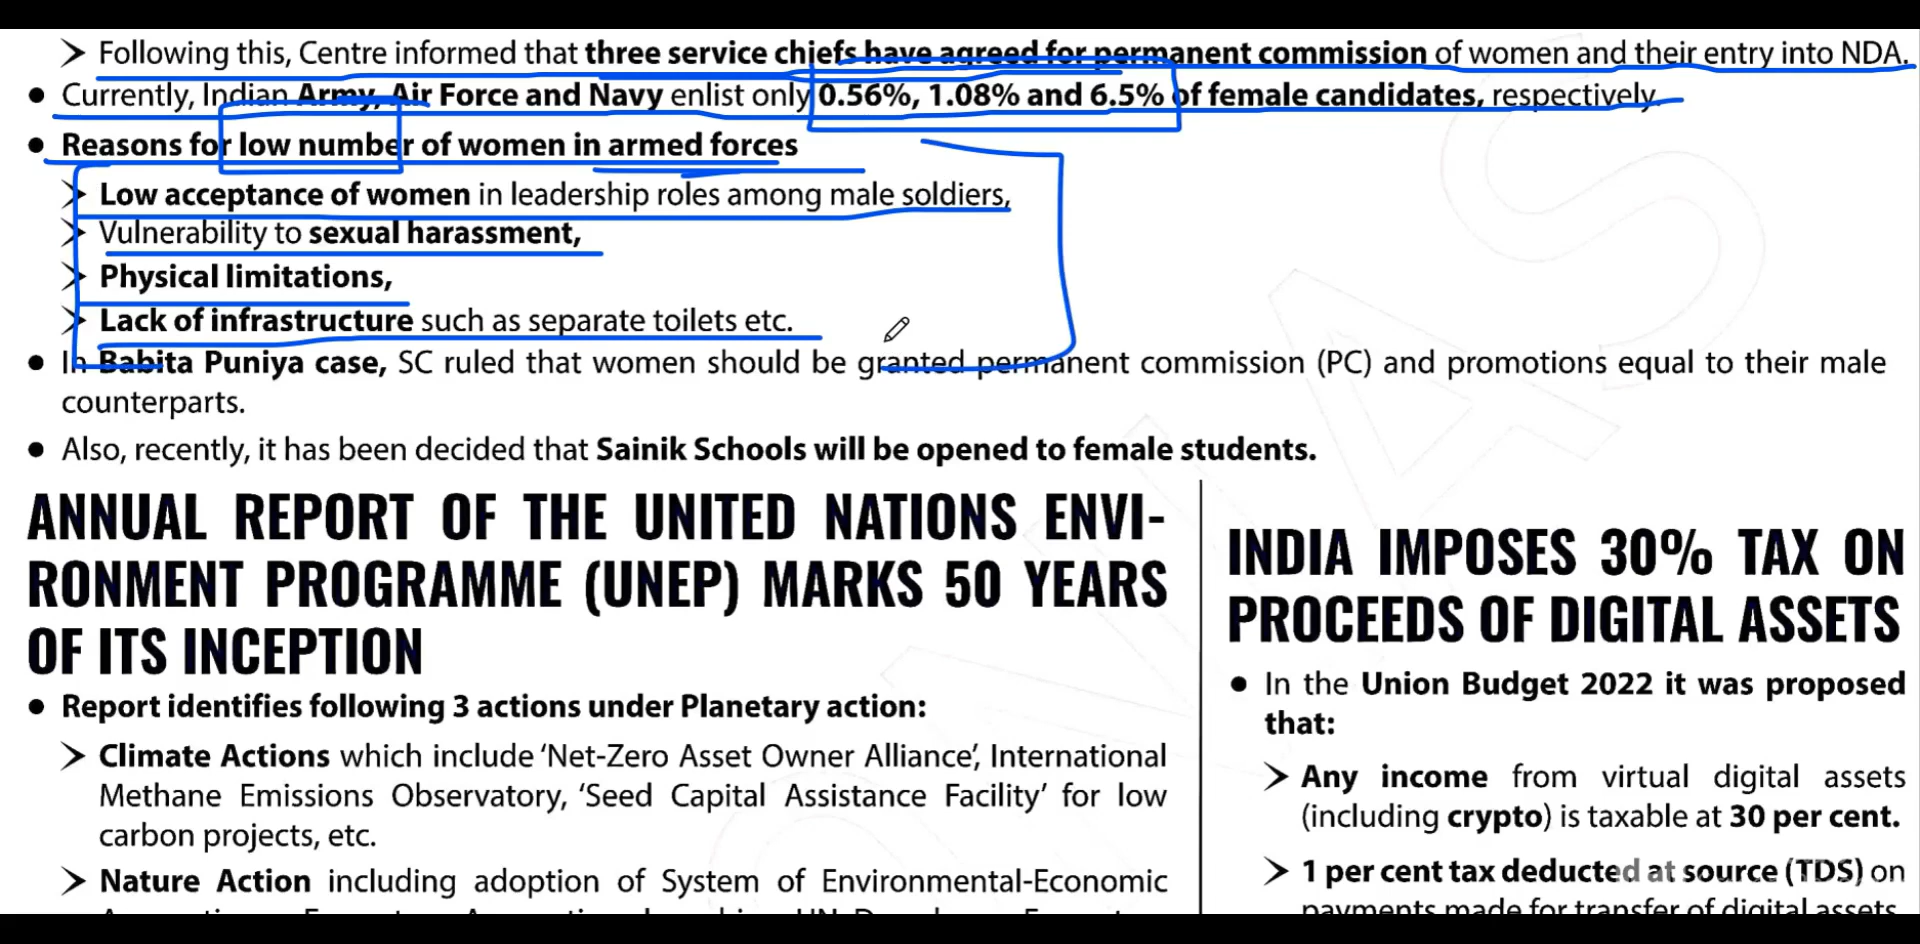 ➢ Following this, Centre informed that three service chiefs have agreed for permanent commission of women and their entry into NDA.
• Currently, Indian Army, Air Force and Navy enlist only 0.56%, 1.08% and 6.5% of female candidates, respectively.
• Reasons for low number of women in armed forces
➢ Low acceptance of women in leadership roles among male soldiers,
➢ Vulnerability to sexual harassment,
➢ Physical limitations,
➢ Lack of infrastructure such as separate toilets etc.
• In Babita Puniya case, SC ruled that women should be granted permanent commission (PC) and promotions equal to their male
counterparts.
• Also, recently, it has been decided that Sainik Schools will be opened to female students.
ANNUAL REPORT OF THE UNITED NATIONS ENVI-
RONMENT PROGRAMME (UNEP) MARKS 50 YEARS
OF ITS INCEPTION
• Report identifies following 3 actions under Planetary action:
➢ Climate Actions which include ‘Net-Zero Asset Owner Alliance’, International
Methane Emissions Observatory, ‘Seed Capital Assistance Facility’ for low
carbon projects, etc.
➢ Nature Action including adoption of System of Environmental-Economic
INDIA IMPOSES 30% TAX ON
PROCEEDS OF DIGITAL ASSETS
• In the Union Budget 2022 it was proposed
that:
➢ Any income from virtual digital assets
(including crypto) is taxable at 30 per cent.
➢ 1 per cent tax deducted at source (TDS) on
payments made for transfer of digital assets.